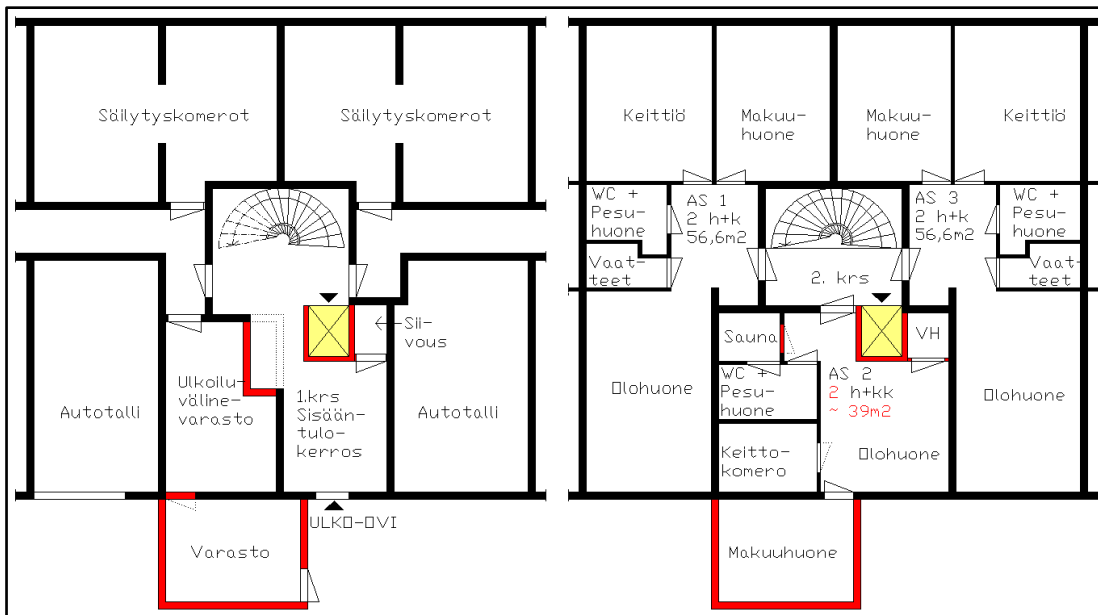 Säilytyskomerot
Säilytyskomerot
Sii-
vous
Ulkoilu-
väline-
varasto
1.krs
Sisään-
tulo-
kerros
Autotalli
Autotalli
ULKO-OVI
Varasto
Keittiö
Makuu-
huone
Makuu-
huone
Keittiö
WC +
Pesu-
huone
AS 1
2 h+k
56,6m2
AS 3
2 h+k
56,6m2
WC +
Pesu-
huone
Vaat-
teet
2. krs
Vaat-
teet
Sauna
VH
WC +
Pesu-
huone
AS 2
2 h+kk
~ 39m2
Olohuone
Olohuone
Keitto-
komero
Olohuone
Makuuhuone